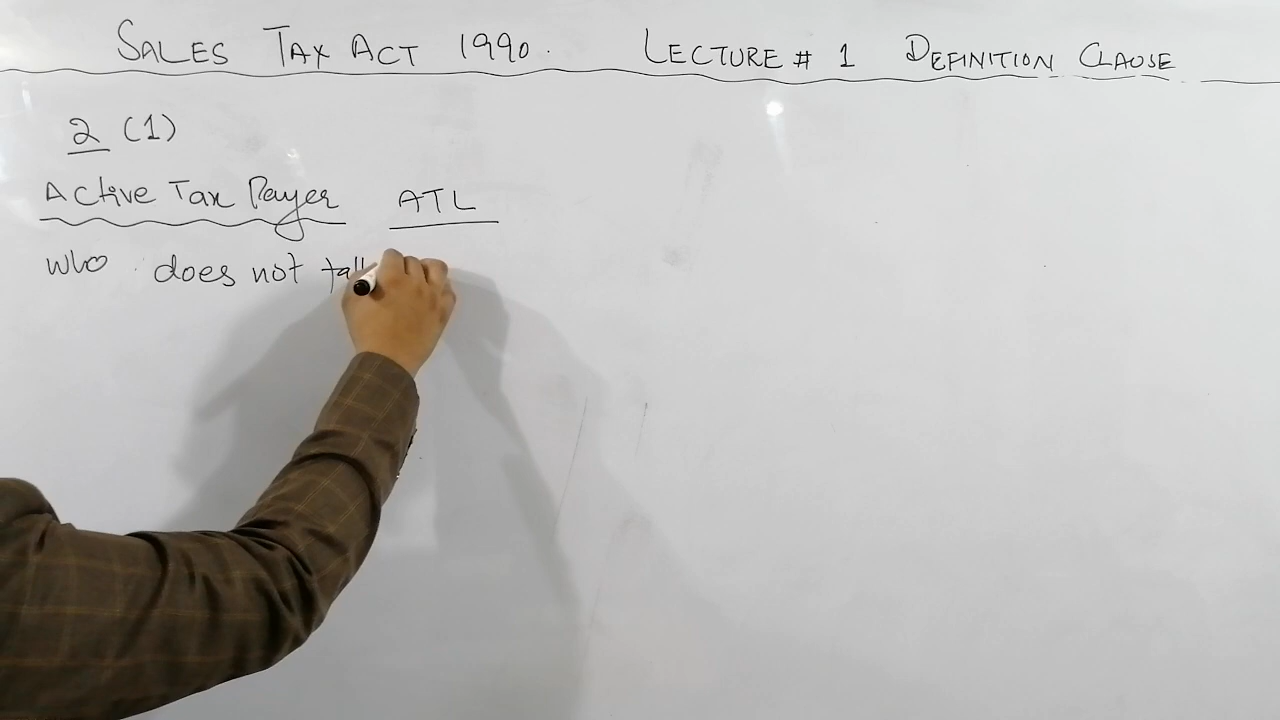 SALES TAX ACT 1990. LECTURE # 1 DEFINITION CLAUSE
2 (1)
Active Tax Payer ATL
who does not fall